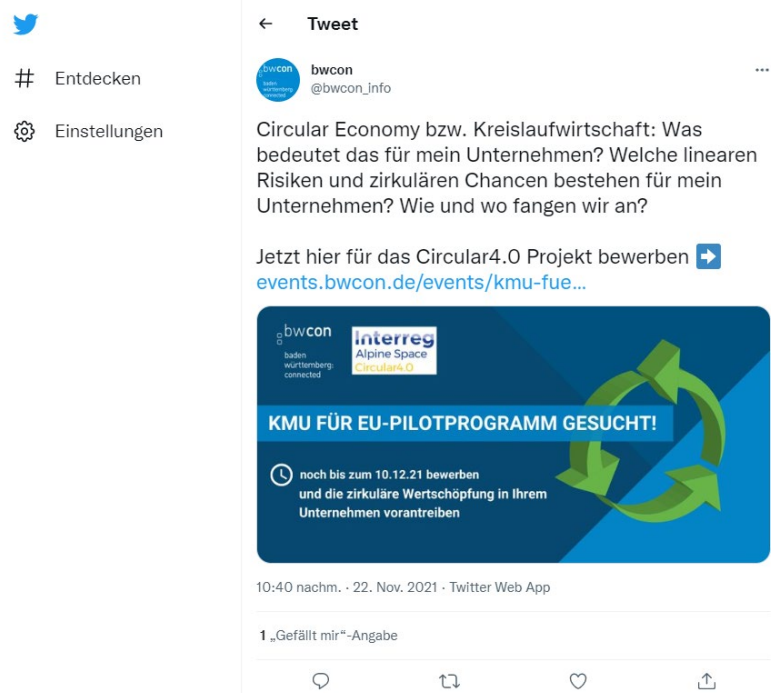 Tweet
Entdecken
Einstellungen
bwcon
@bwcon_info
Circular Economy bzw. Kreislaufwirtschaft: Was
bedeutet das für mein Unternehmen? Welche linearen
Risiken und zirkulären Chancen bestehen für mein
Unternehmen? Wie und wo fangen wir an?
Jetzt hier für das Circular4.0 Projekt bewerben ➡
events.bwcon.de/events/kmu-fue…
bwcon
baden
württemberg:
connected
Interreg
Alpine Space
Circular4.0
KMU FÜR EU-PILOTPROGRAMM GESUCHT!
noch bis zum 10.12.21 bewerben
und die zirkuläre Wertschöpfung in Ihrem
Unternehmen vorantreiben
10:40 nachm. · 22. Nov. 2021 · Twitter Web App
1 „Gefällt mir“-Angabe